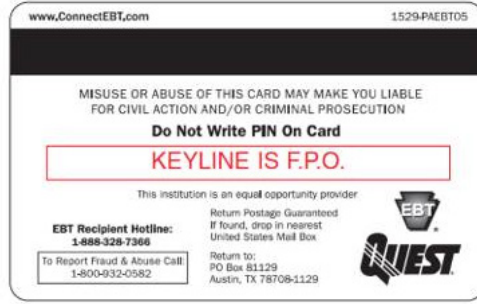 www.ConnectEBT.com 1529-PAEBT05
MISUSE OR ABUSE OF THIS CARD MAY MAKE YOU LIABLE
FOR CIVIL ACTION AND/OR CRIMINAL PROSECUTION
Do Not Write PIN On Card
KEYLINE IS F.P.O.
This institution is an equal opportunity provider
EBT Recipient Hotline:
1-888-328-7366
To Report Fraud & Abuse Call:
1-800-932-0582
Return Postage Guaranteed
If found, drop in nearest
United States Mail Box
Return to:
PO Box 81129
Austin, TX 78708-1129
EBT
QUEST